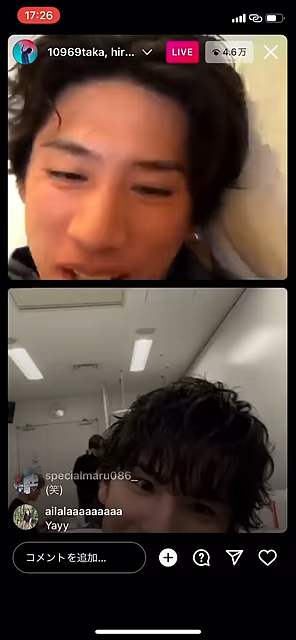 17:26
10969taka, hir...
LIVE
4.6万
specialmaru086_
(笑)
ailalaaaaaaaaa
Yayy
コメントを追加...